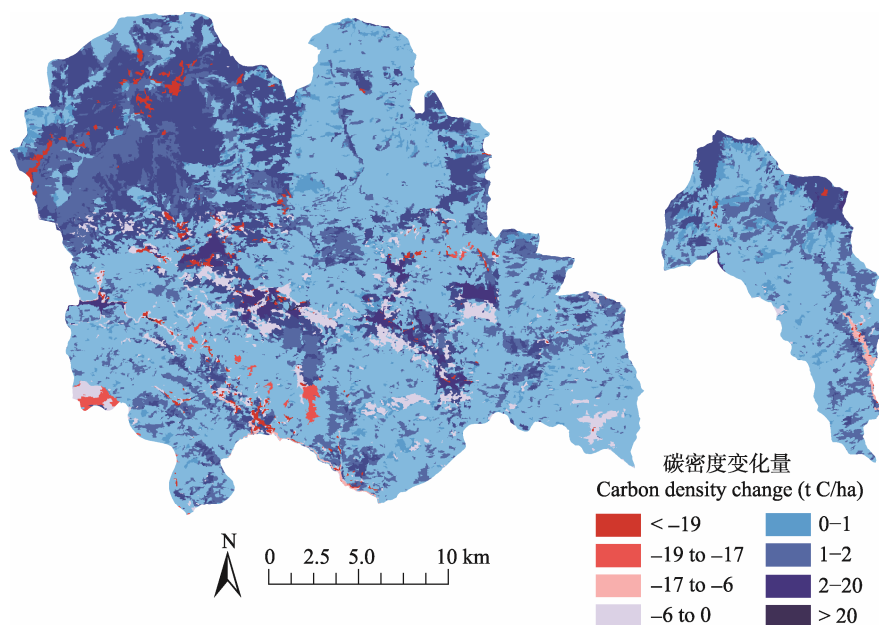 碳密度变化量
Carbon density change (t C/ha)
< –19
0–1
–19 to –17
1–2
–17 to –6
2–20
–6 to 0
> 20
N
0 2.5 5.0 10 km